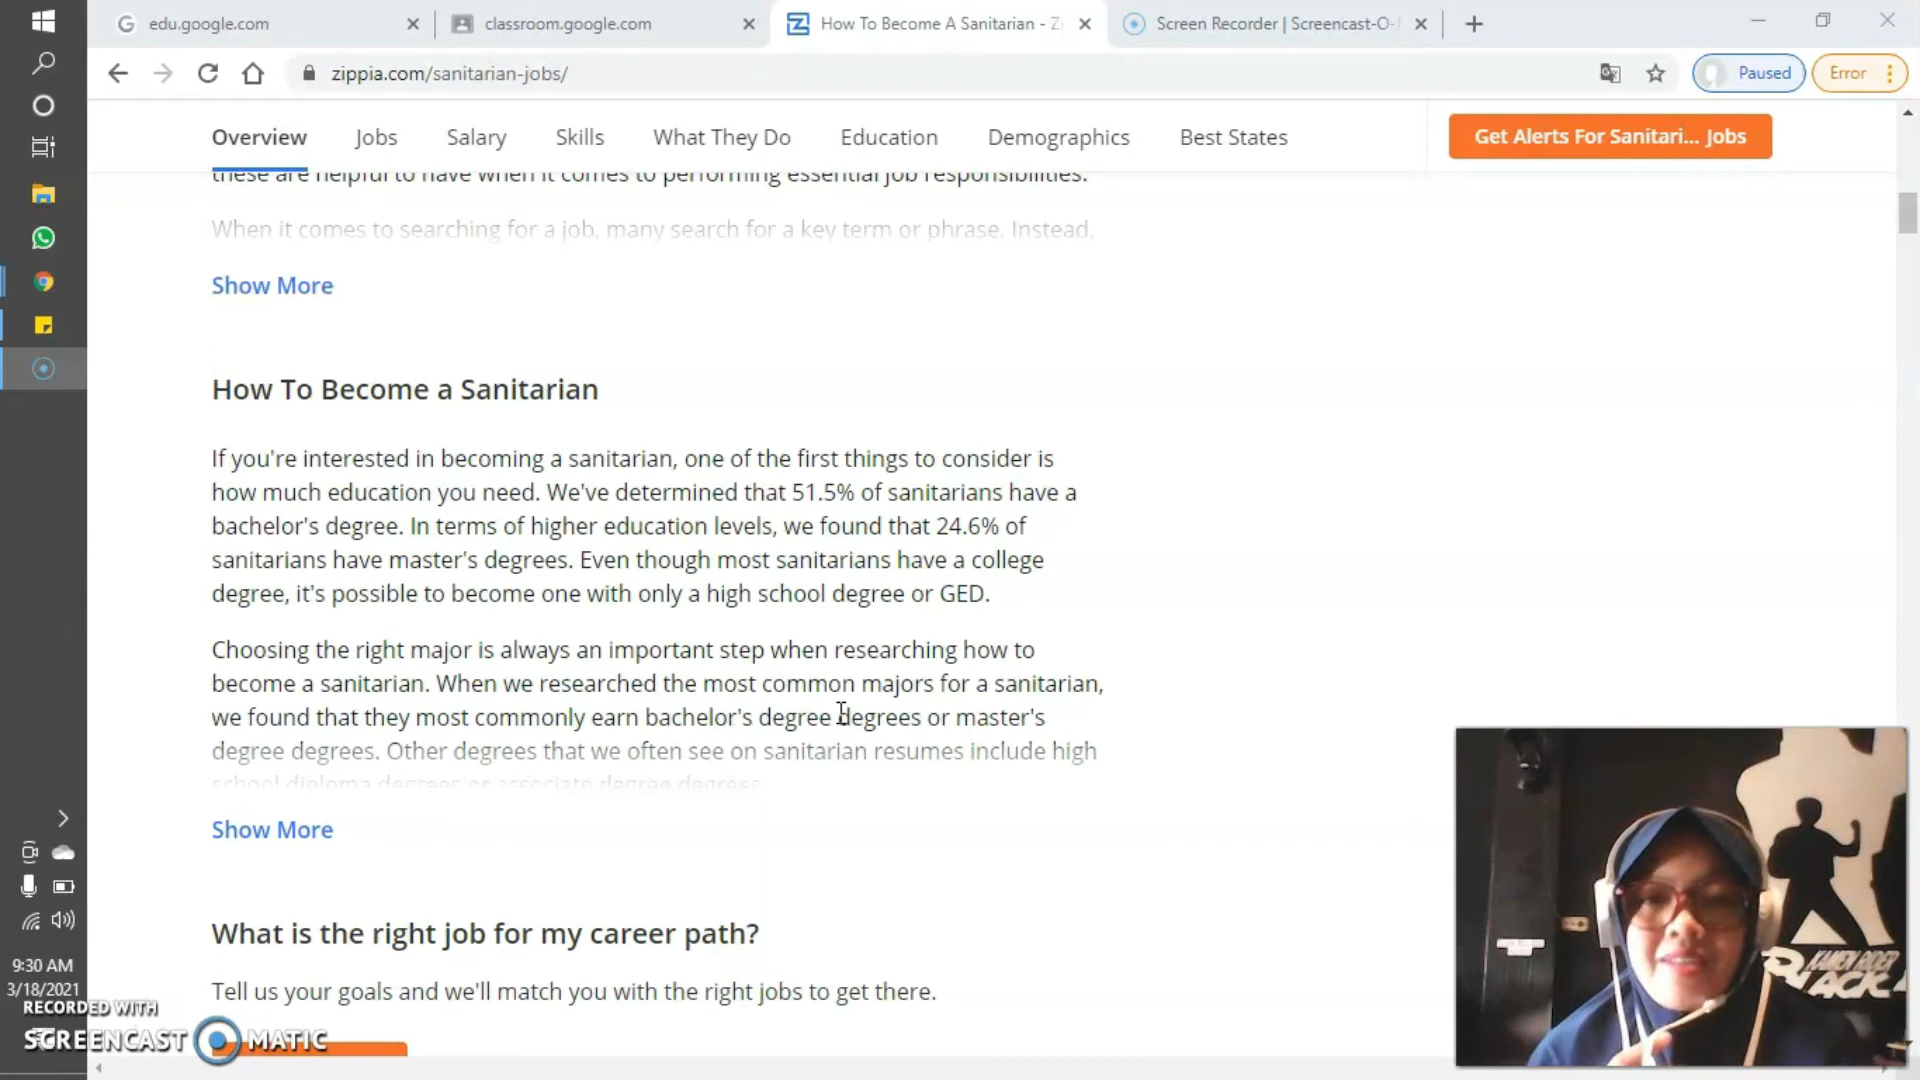 edu.google.com
classroom.google.com
How To Become A Sanitarian - Z
Screen Recorder | Screencast-O-
zippia.com/sanitarian-jobs/
Paused
Error
Overview
Jobs
Salary
Skills
What They Do
Education
Demographics
Best States
Get Alerts For Sanitari... Jobs
these are helpful to have when it comes to performing essential job responsibilities.
When it comes to searching for a job, many search for a key term or phrase. Instead,
Show More
How To Become a Sanitarian
If you're interested in becoming a sanitarian, one of the first things to consider is
how much education you need. We've determined that 51.5% of sanitarians have a
bachelor's degree. In terms of higher education levels, we found that 24.6% of
sanitarians have master's degrees. Even though most sanitarians have a college
degree, it's possible to become one with only a high school degree or GED.
Choosing the right major is always an important step when researching how to
become a sanitarian. When we researched the most common majors for a sanitarian,
we found that they most commonly earn bachelor's degree degrees or master's
degree degrees. Other degrees that we often see on sanitarian resumes include high
school diploma degrees or associate degree degrees
Show More
What is the right job for my career path?
Tell us your goals and we'll match you with the right jobs to get there.
9:30 AM
3/18/2021
RECORDED WITH
SCREENCAST MATIC
KAMEN RIDER
BLACK